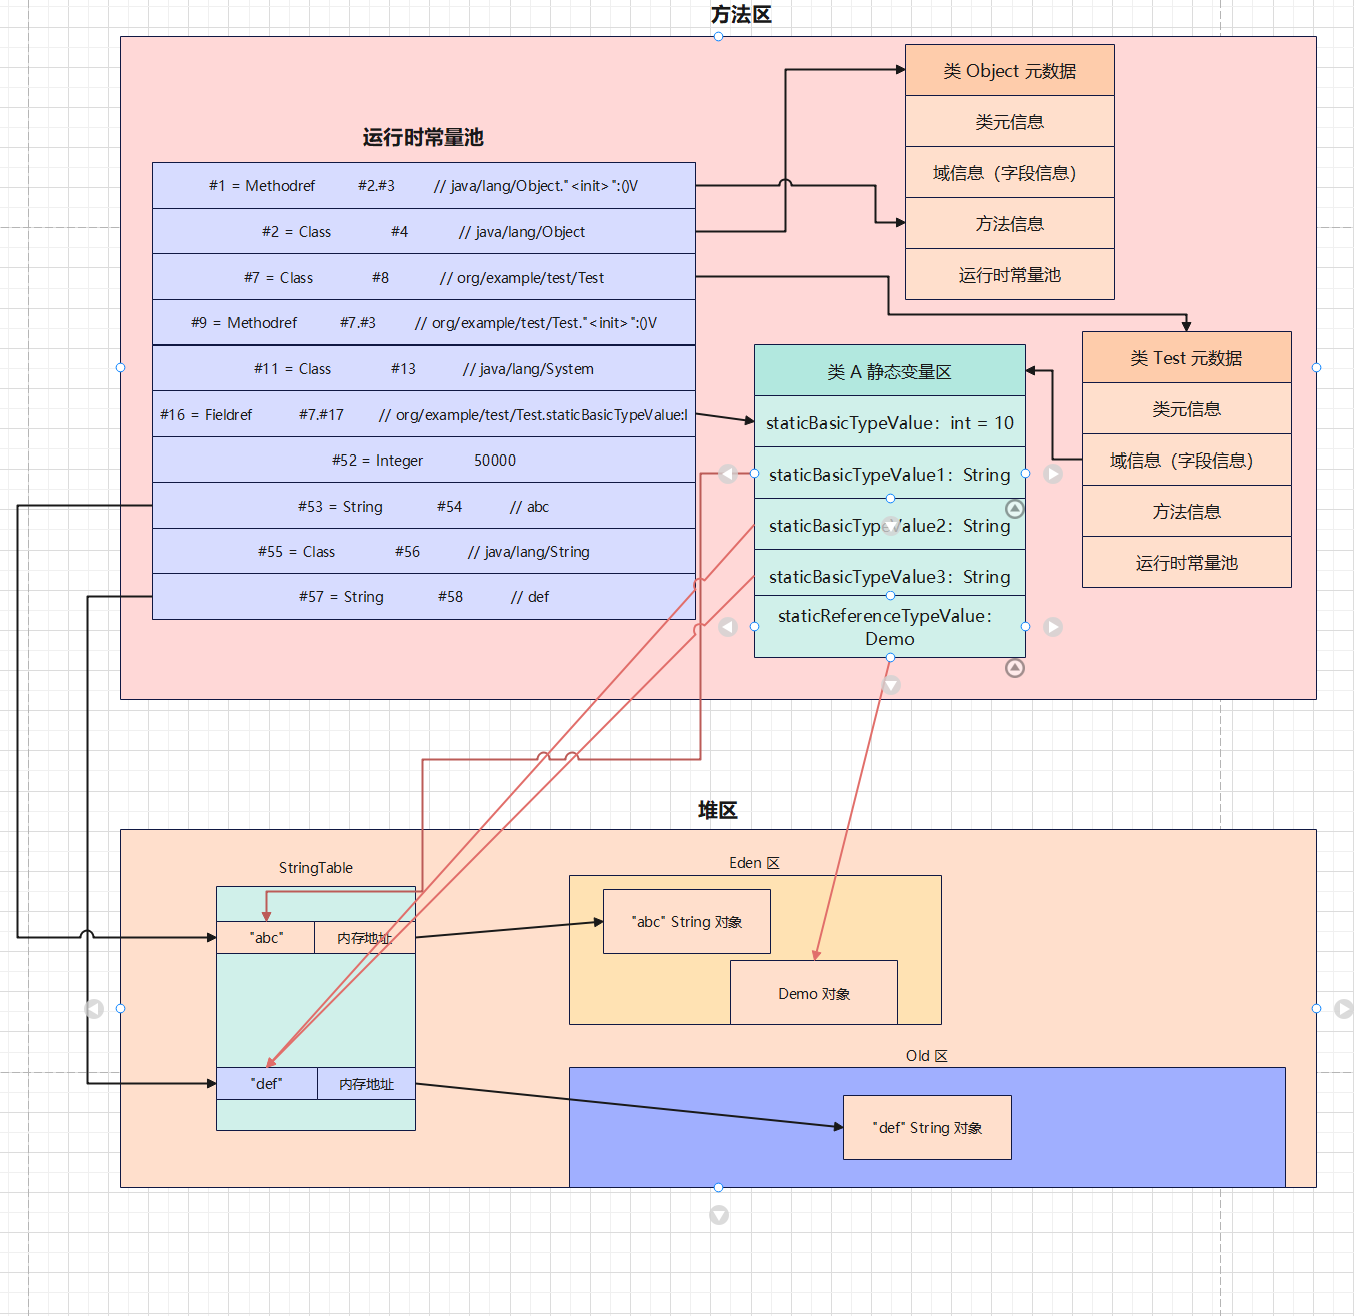 方法区
运行时常量池
#1 = Methodref #2.#3 // java/lang/Object."<init>":()V
#2 = Class #4 // java/lang/Object
#7 = Class #8 // org/example/test/Test
#9 = Methodref #7.#3 // org/example/test/Test."<init>":()V
#11 = Class #13 // java/lang/System
#16 = Fieldref #7.#17 // org/example/test/Test.staticBasicTypeValue:I
#52 = Integer 50000
#53 = String #54 // abc
#55 = Class #56 // java/lang/String
#57 = String #58 // def
类 Object 元数据
类元信息
域信息（字段信息）
方法信息
运行时常量池
类 A 静态变量区
staticBasicTypeValue：int = 10
staticBasicTypeValue1：String
staticBasicTypeValue2：String
staticBasicTypeValue3：String
staticReferenceTypeValue：
Demo
类 Test 元数据
类元信息
域信息（字段信息）
方法信息
运行时常量池
堆区
StringTable
"abc" 内存地址
"def" 内存地址
Eden 区
"abc" String 对象
Demo 对象
Old 区
"def" String 对象